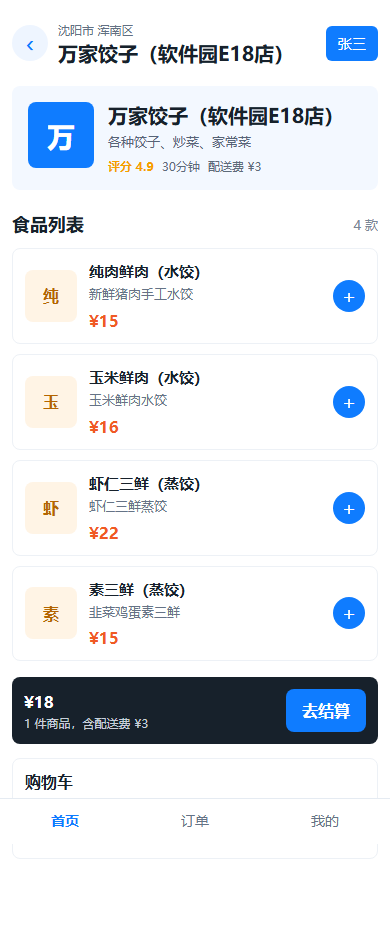 沈阳市 浑南区
‹ 万家饺子（软件园E18店） 张三
万
万家饺子（软件园E18店）
各种饺子、炒菜、家常菜
评分 4.9 30分钟 配送费 ¥3
食品列表 4 款
纯
纯肉鲜肉（水饺）
新鲜猪肉手工水饺
¥15
+
玉
玉米鲜肉（水饺）
玉米鲜肉水饺
¥16
+
虾
虾仁三鲜（蒸饺）
虾仁三鲜蒸饺
¥22
+
素
素三鲜（蒸饺）
韭菜鸡蛋素三鲜
¥15
+
¥18
1 件商品，含配送费 ¥3
去结算
购物车
首页 订单 我的